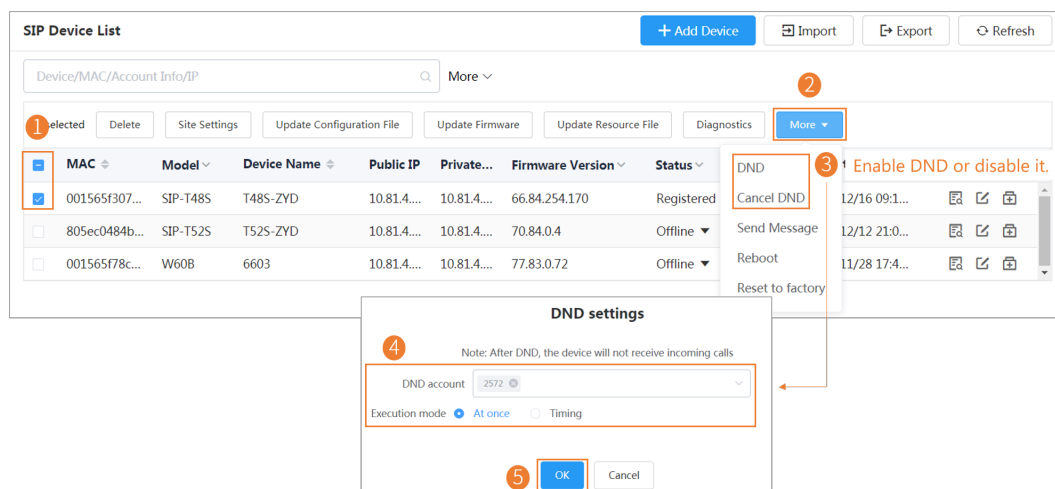 SIP Device List
Add Device
Import
Export
Refresh
Device/MAC/Account Info/IP
More
2
1
elected
Delete
Site Settings
Update Configuration File
Update Firmware
Update Resource File
Diagnostics
More
MAC
Model
Device Name
Public IP
Private...
Firmware Version
Status
DND
3
Enable DND or disable it.
001565f307...
SIP-T48S
T48S-ZYD
10.81.4....
10.81.4....
66.84.254.170
Registered
Cancel DND
12/16 09:1...
805ec0484b...
SIP-T52S
T52S-ZYD
10.81.4....
10.81.4....
70.84.0.4
Offline
Send Message
12/12 21:0...
001565f78c...
W60B
6603
10.81.4....
10.81.4....
77.83.0.72
Offline
Reboot
11/28 17:4...
Reset to factory
DND settings
4
Note: After DND, the device will not receive incoming calls
DND account
2572
Execution mode
At once
Timing
5
OK
Cancel